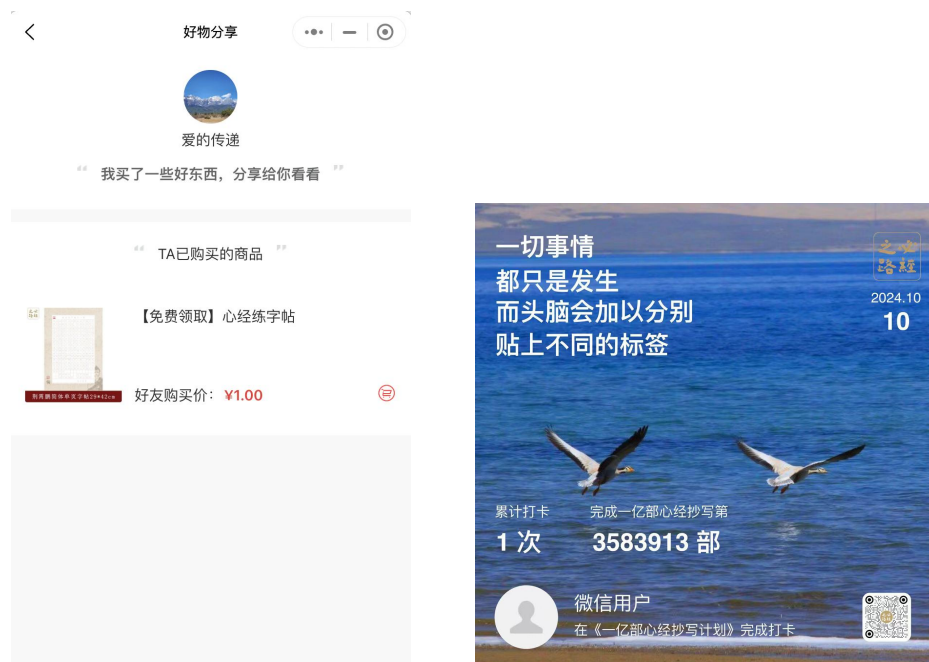 好物分享
爱的传递
“ 我买了一些好东西，分享给你看看 ”
“ TA已购买的商品 ”
【免费领取】心经练字帖
好友购买价：¥1.00
一切事情
都只是发生
而头脑会加以分别
贴上不同的标签
心经之路
2024.10
10
累计打卡
完成一亿部心经抄写第
1 次
3583913 部
微信用户
在《一亿部心经抄写计划》完成打卡